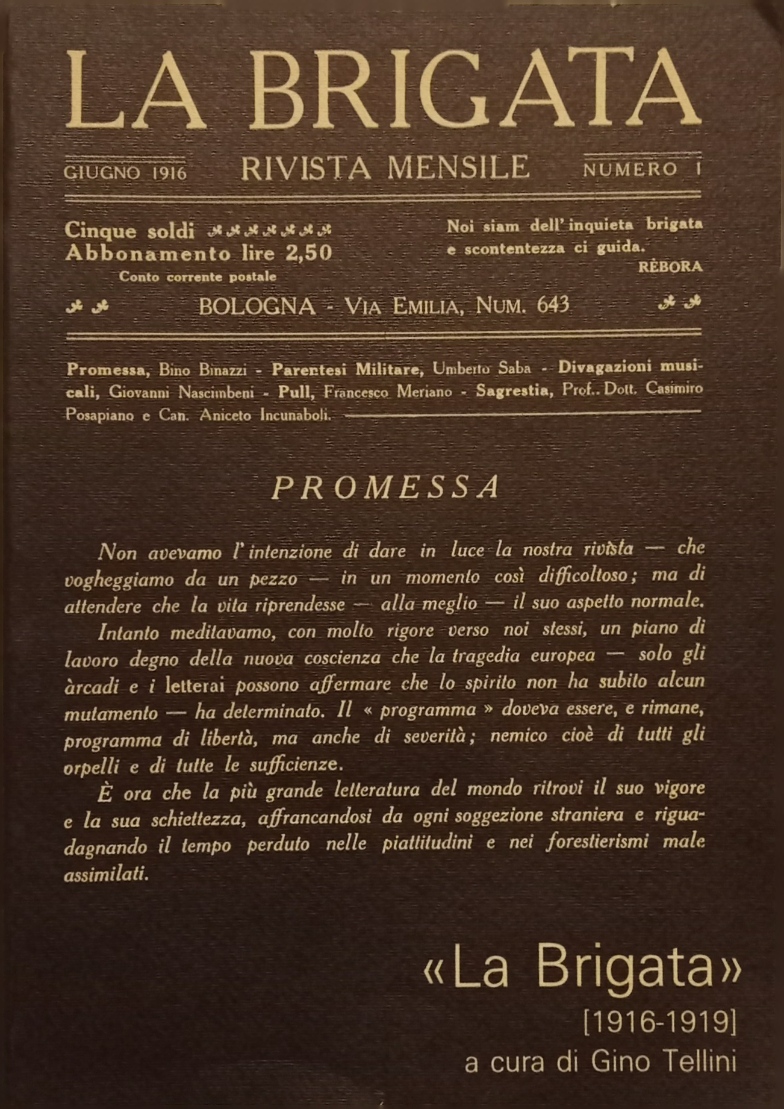 LA BRIGATA
GIUGNO 1916 RIVISTA MENSILE NUMERO 1
Cinque soldi
Abbonamento lire 2,50
Conto corrente postale
Noi siam dell' inquieta brigata
e scontentezza ci guida.
RÈBORA
BOLOGNA - VIA EMILIA, NUM. 643
Promessa, Bino Binazzi - Parentesi Militare, Umberto Saba - Divagazioni musi-
cali, Giovanni Nascimbeni - Pull, Francesco Meriano - Sagrestia, Prof.. Dott. Casimiro
Posapiano e Can. Aniceto Incunaboli.
PROMESSA
Non avevamo l' intenzione di dare in luce la nostra rivista — che
vogheggiamo da un pezzo — in un momento così difficoltoso; ma di
attendere che la vita riprendesse — alla meglio — il suo aspetto normale.
Intanto meditavamo, con molto rigore verso noi stessi, un piano di
lavoro degno della nuova coscienza che la tragedia europea — solo gli
àrcadi e i letterai possono affermare che lo spirito non ha subito alcun
mutamento — ha determinato. Il « programma » doveva essere, e rimane,
programma di libertà, ma anche di severità; nemico cioè di tutti gli
orpelli e di tutte le sufficienze.
È ora che la più grande letteratura del mondo ritrovi il suo vigore
e la sua schiettezza, affrancandosi da ogni soggezione straniera e rigua-
dagnando il tempo perduto nelle piattitudini e nei forestierismi male
assimilati.
«La Brigata»
[1916-1919]
a cura di Gino Tellini